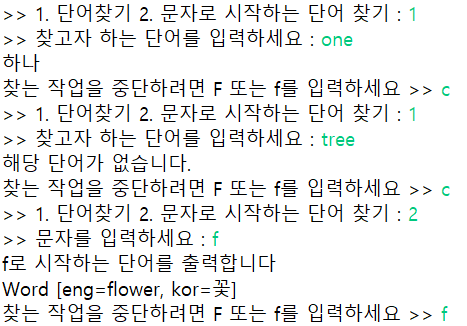 >> 1. 단어찾기 2. 문자로 시작하는 단어 찾기 : 1
>> 찾고자 하는 단어를 입력하세요 : one
하나
찾는 작업을 중단하려면 F 또는 f를 입력하세요 >> c
>> 1. 단어찾기 2. 문자로 시작하는 단어 찾기 : 1
>> 찾고자 하는 단어를 입력하세요 : tree
해당 단어가 없습니다.
찾는 작업을 중단하려면 F 또는 f를 입력하세요 >> c
>> 1. 단어찾기 2. 문자로 시작하는 단어 찾기 : 2
>> 문자를 입력하세요 : f
f로 시작하는 단어를 출력합니다
Word [eng=flower, kor=꽃]
찾는 작업을 중단하려면 F 또는 f를 입력하세요 >> f